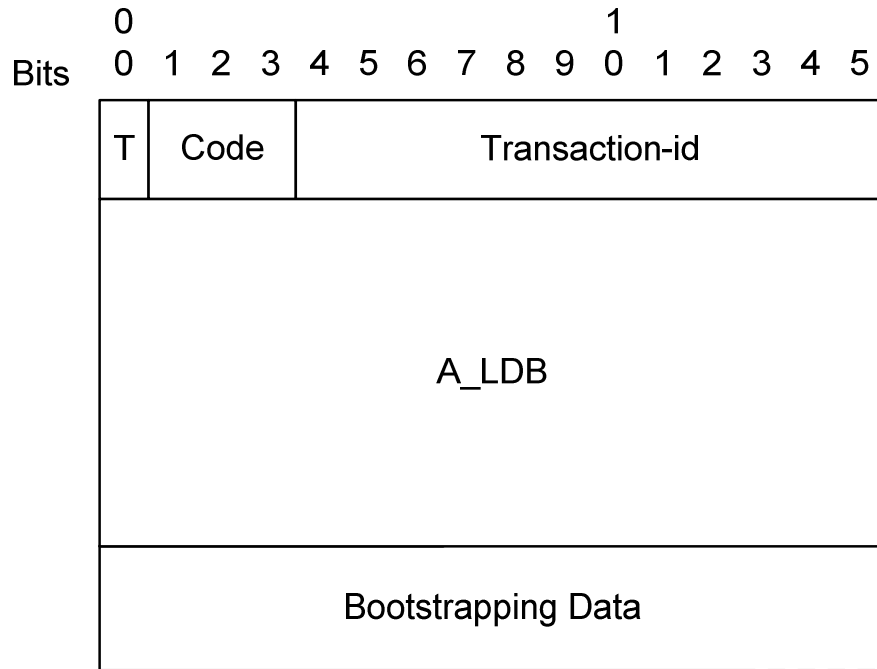 0 1
Bits 0 1 2 3 4 5 6 7 8 9 0 1 2 3 4 5
T Code Transaction-id
A_LDB
Bootstrapping Data